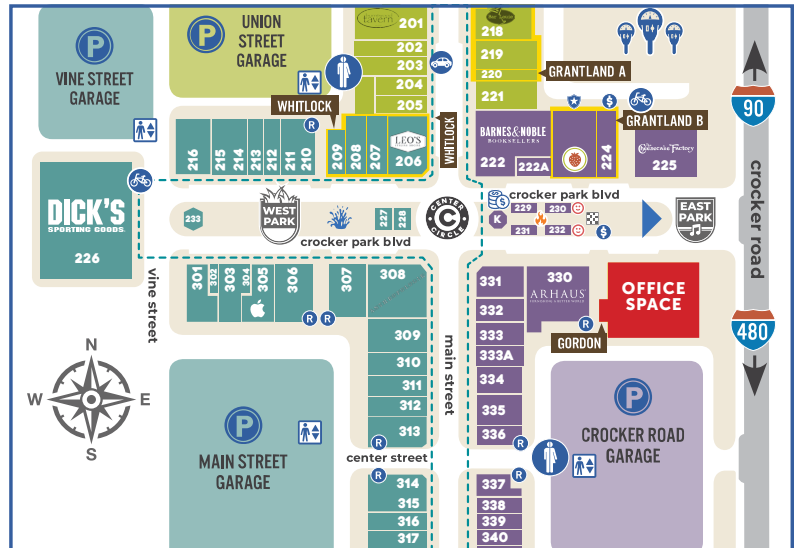 tavern
201
202
203
204
205
UNION
STREET
GARAGE
P
VINE STREET
GARAGE
P
WHITLOCK
WHITLOCK
R
216
215
214
213
212
211
210
209
208
207
LEO'S
206
218
219
220
221
GRANTLAND A
GRANTLAND B
BARNES&NOBLE
BOOKSELLERS
222
222A
224
$
The
Cheesecake Factory
225
90
crocker road
480
DICK'S
SPORTING GOODS
226
vine street
233
WEST
PARK
crocker park blvd
227
228
CENTER
CIRCLE
C
crocker park blvd
$
K
229
230
231
232
$
EAST
PARK
301
302
303
304
305
306
R
R
307
308
309
310
311
312
313
R
main street
center street
R
314
315
316
317
331
332
333
333A
334
335
336
R
R
337
338
339
340
330
ARHAUS
R
GORDON
OFFICE
SPACE
N
W
E
S
P
MAIN STREET
GARAGE
P
CROCKER ROAD
GARAGE